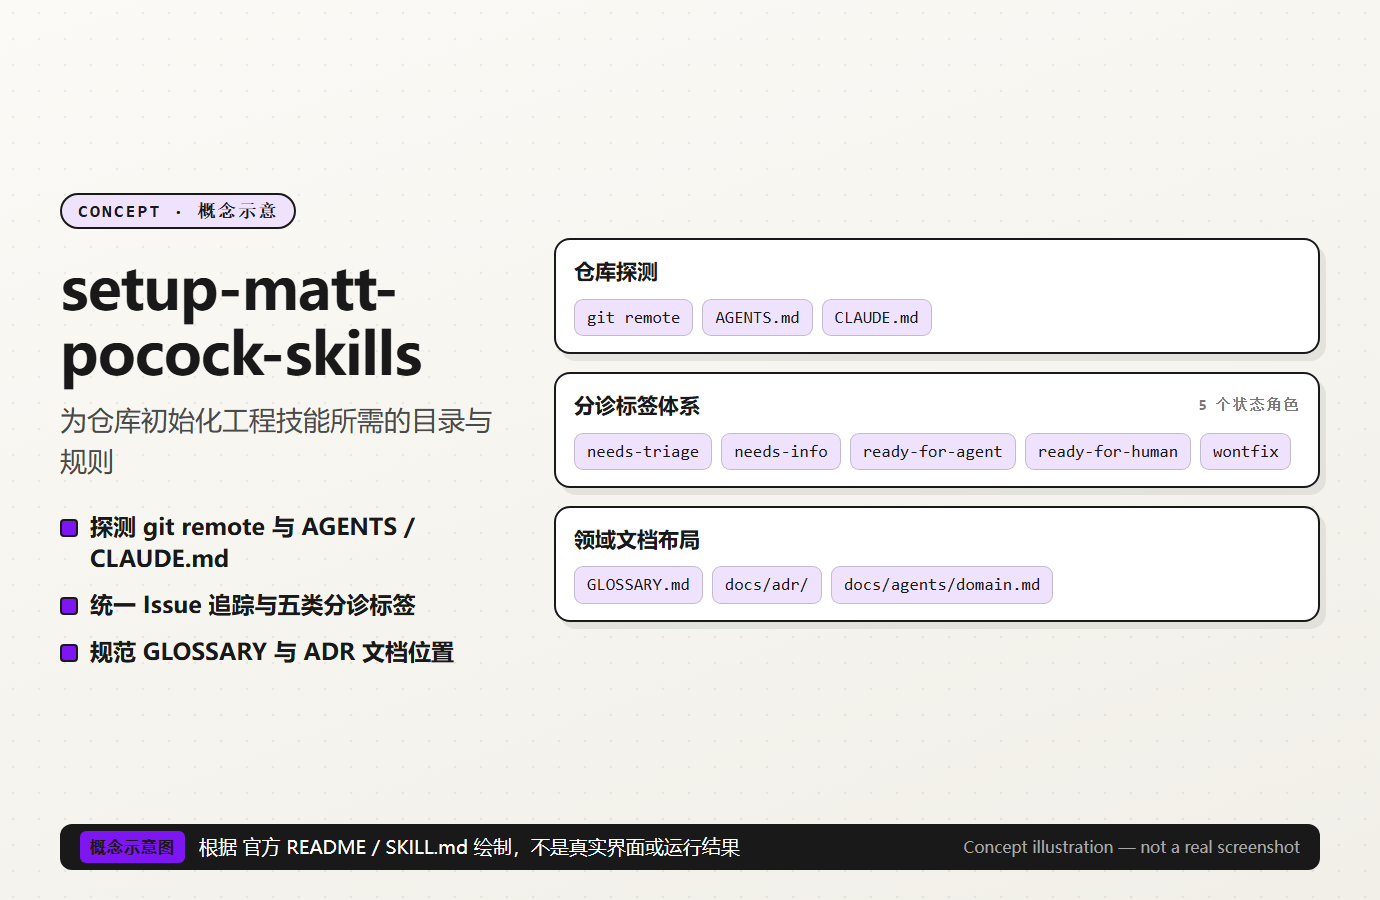 CONCEPT · 概念示意
setup-matt-
pocock-skills
为仓库初始化工程技能所需的目录与
规则
探测 git remote 与 AGENTS /
CLAUDE.md
统一 Issue 追踪与五类分诊标签
规范 GLOSSARY 与 ADR 文档位置
仓库探测
git remote AGENTS.md CLAUDE.md
分诊标签体系 5 个状态角色
needs-triage needs-info ready-for-agent ready-for-human wontfix
领域文档布局
GLOSSARY.md docs/adr/ docs/agents/domain.md
概念示意图 根据 官方 README / SKILL.md 绘制，不是真实界面或运行结果 Concept illustration — not a real screenshot